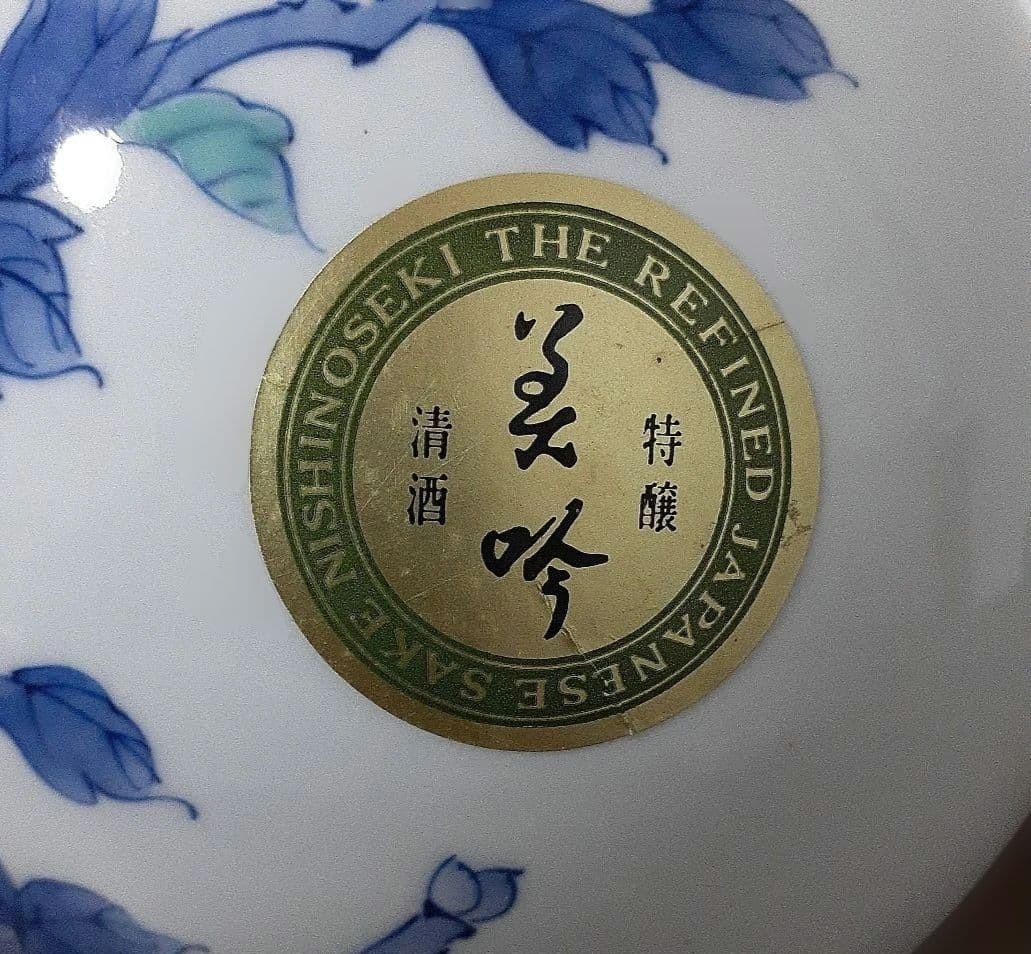 NISHINOSEKI THE REFINED JAPANESE SAKE
特醸
美吟
清酒